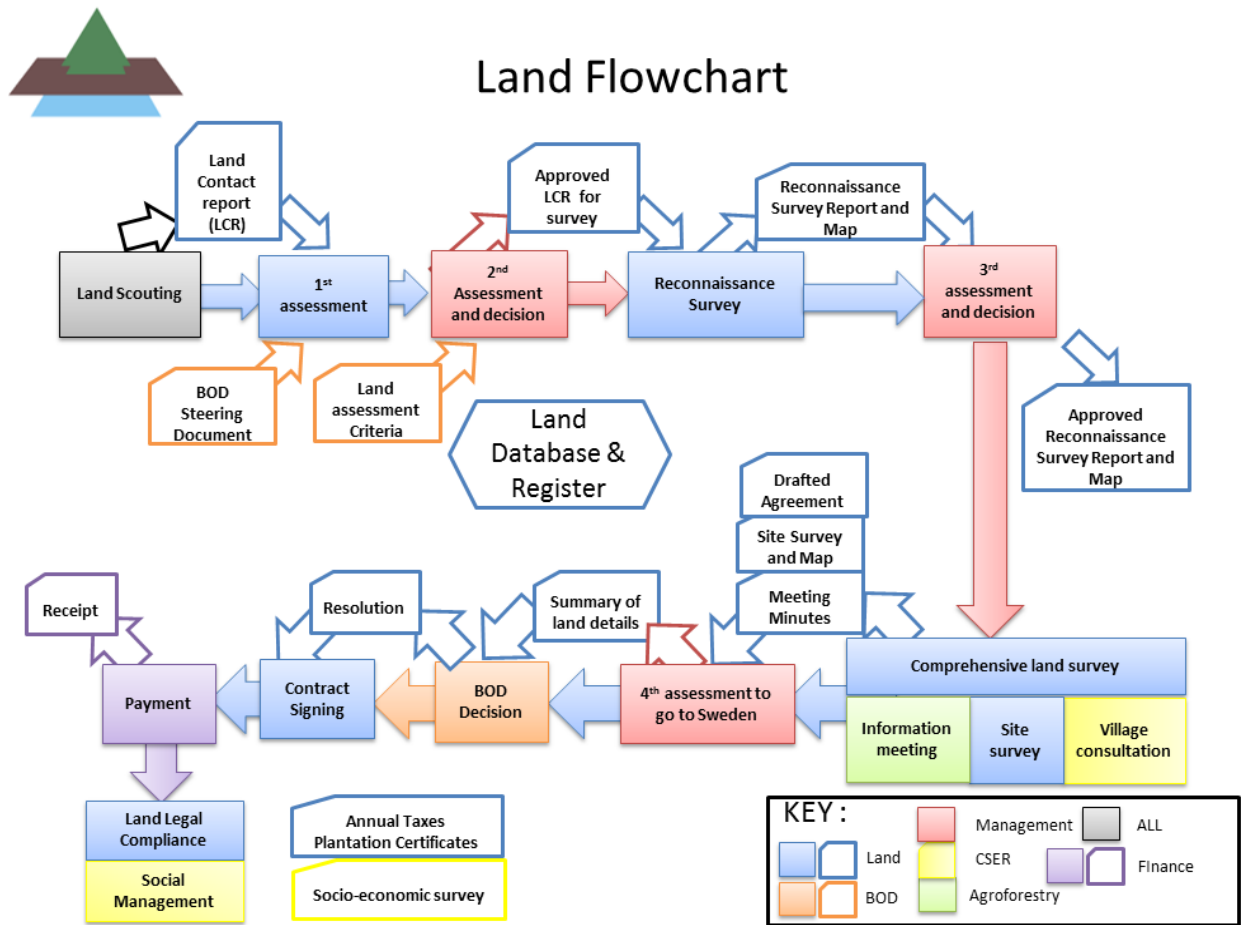 Land Flowchart
Land
Contact
report
(LCR)
Approved
LCR for
survey
Reconnaissance
Survey Report and
Map
Land Scouting
1st
assessment
2nd
Assessment
and decision
Reconnaissance
Survey
3rd
assessment
and decision
BOD
Steering
Document
Land
assessment
Criteria
Land
Database &
Register
Approved
Reconnaissance
Survey Report and
Map
Drafted
Agreement
Site Survey
and Map
Meeting
Minutes
Receipt
Resolution
Summary of
land details
Payment
Contract
Signing
BOD
Decision
4th assessment to
go to Sweden
Comprehensive land survey
Information
meeting
Site
survey
Village
consultation
Land Legal
Compliance
Social
Management
Annual Taxes
Plantation Certificates
Socio-economic survey
KEY :
Management
ALL
Land
CSER
FInance
BOD
Agroforestry